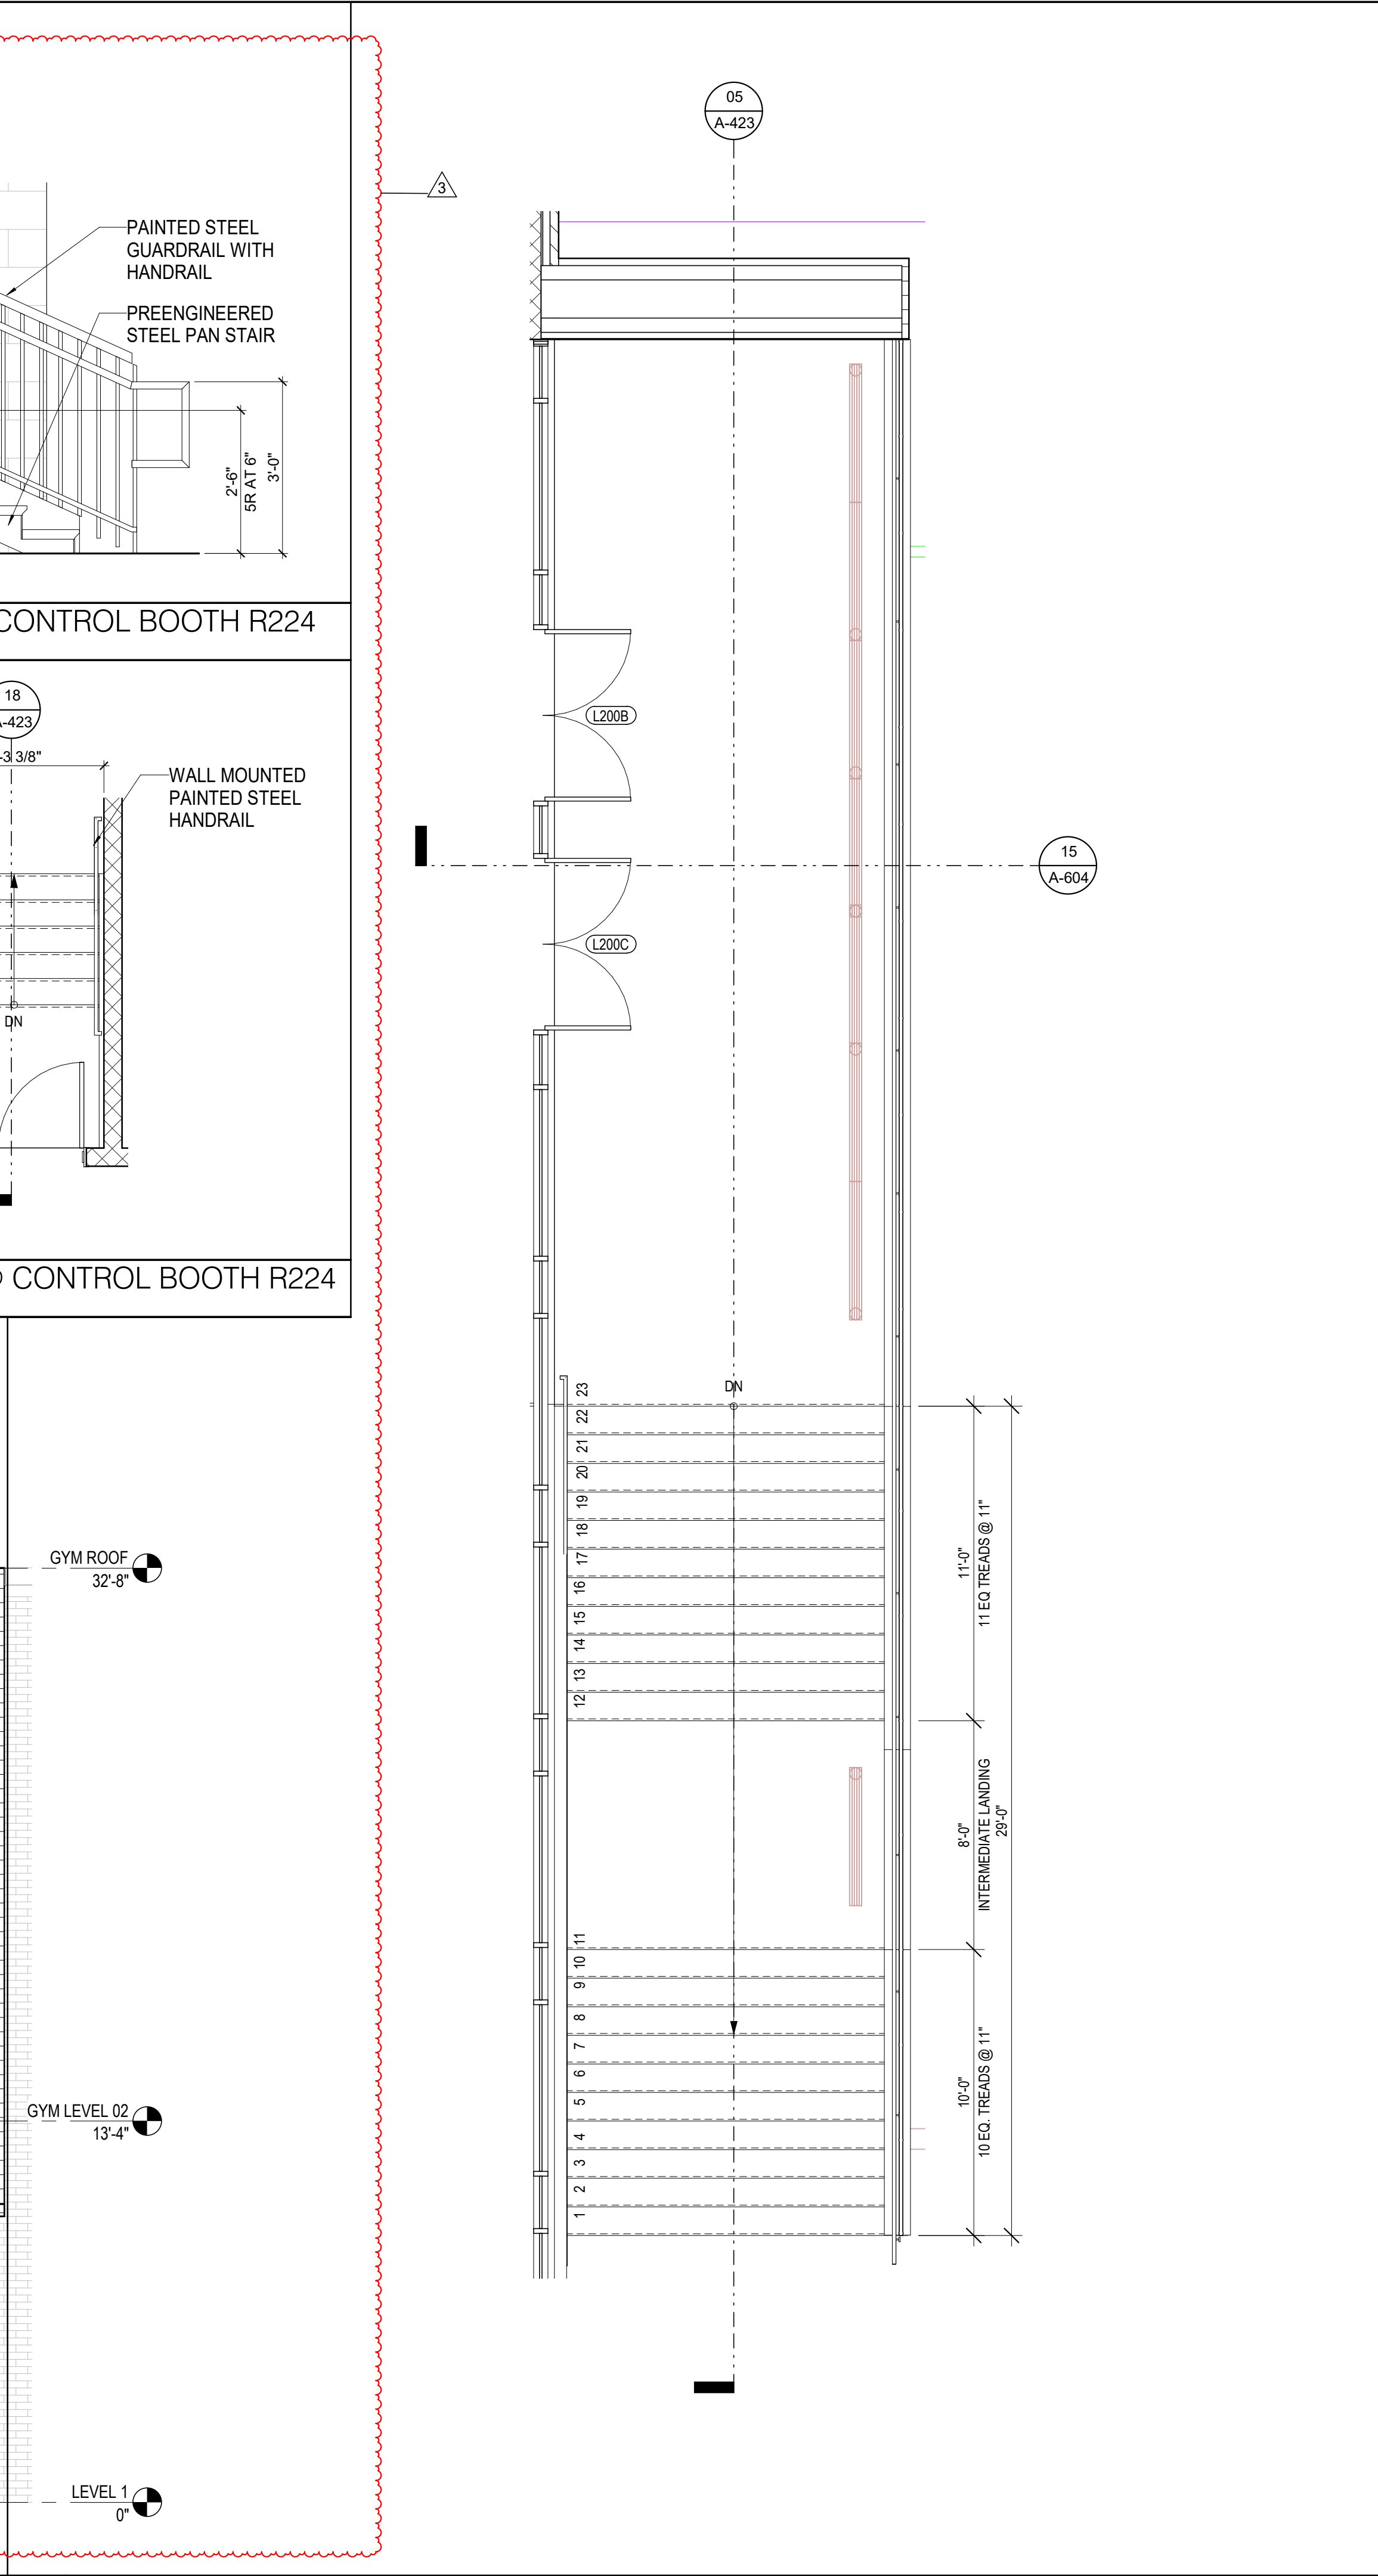 05
A-423
3
PAINTED STEEL
GUARDRAIL WITH
HANDRAIL
PREENGINEERED
STEEL PAN STAIR
2'-6"
5R AT 6"
3'-0"
CONTROL BOOTH R224
18
A-423
-3 3/8"
WALL MOUNTED
PAINTED STEEL
HANDRAIL
DN
CONTROL BOOTH R224
L200B
15
A-604
L200C
DN
23
22
21
20
19
18
17
16
15
14
13
12
11'-0"
11 EQ TREADS @ 11"
8'-0"
INTERMEDIATE LANDING
29'-0"
11
10
9
8
7
6
5
4
3
2
1
10'-0"
10 EQ. TREADS @ 11"
GYM ROOF
32'-8"
GYM LEVEL 02
13'-4"
LEVEL 1
0"